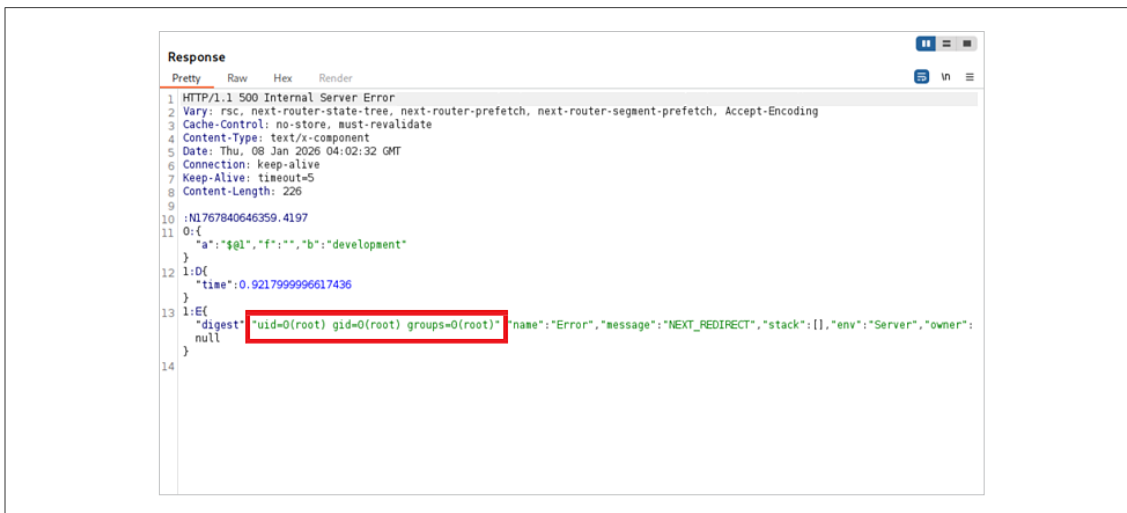 Response
Pretty Raw Hex Render
\n
1 HTTP/1.1 500 Internal Server Error
2 Vary: rsc, next-router-state-tree, next-router-prefetch, next-router-segment-prefetch, Accept-Encoding
3 Cache-Control: no-store, must-revalidate
4 Content-Type: text/x-component
5 Date: Thu, 08 Jan 2026 04:02:32 GMT
6 Connection: keep-alive
7 Keep-Alive: timeout=5
8 Content-Length: 226
9
10 :N1767840646359.4197
11 0:{
"a":"$@1","f":"","b":"development"
}
12 1:D{
"time":0.9217999996617436
}
13 1:E{
"digest" "uid=0(root) gid=0(root) groups=0(root)" "name":"Error","message":"NEXT_REDIRECT","stack":[],"env":"Server","owner":
null
}
14